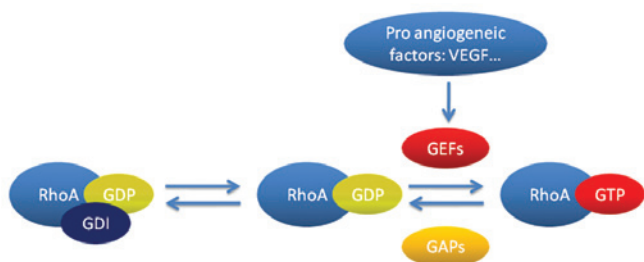 Pro angiogeneic
factors: VEGF...
GEFs
RhoA GDP
GDI
RhoA GDP
RhoA GTP
GAPs